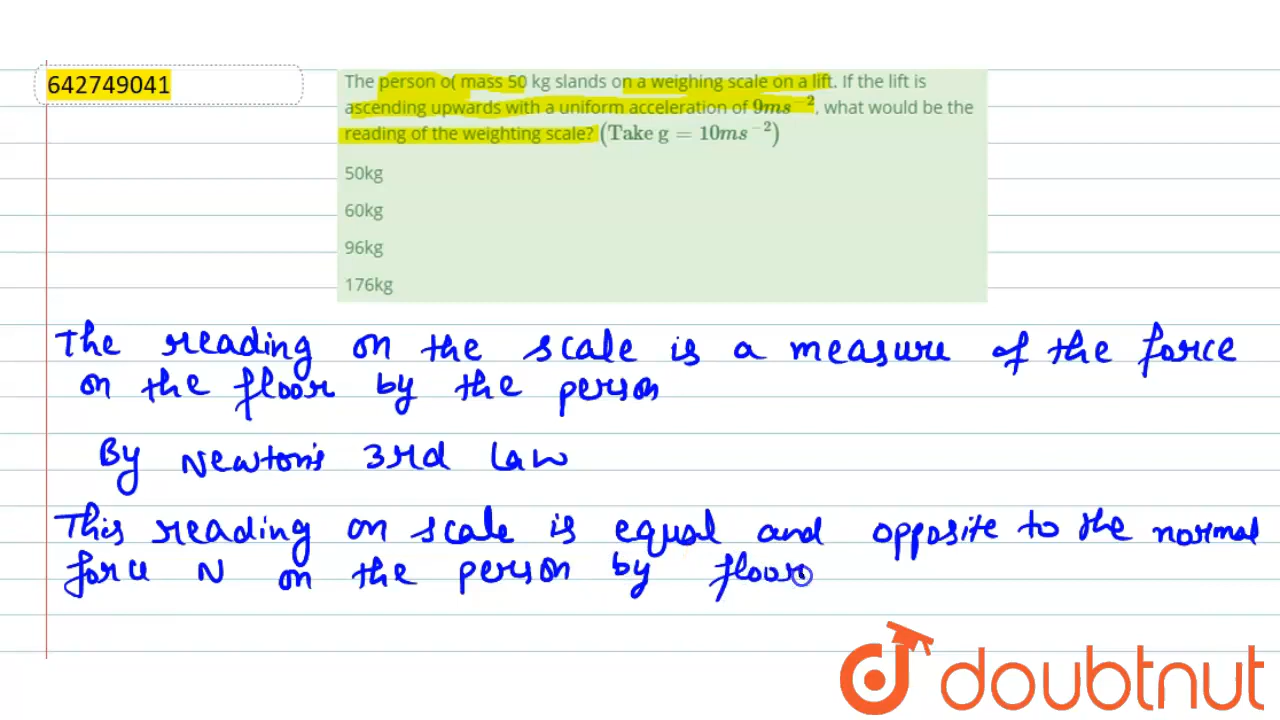 642749041
The person o( mass 50 kg slands on a weighing scale on a lift. If the lift is
ascending upwards with a uniform acceleration of 9ms⁻², what would be the
reading of the weighting scale? (Take g = 10ms⁻²)
50kg
60kg
96kg
176kg
The reading on the scale is a measure of the force
on the floor by the person
By Newton's 3rd Law
This reading on scale is equal and opposite to the normal
force N on the person by floor
doubtnut